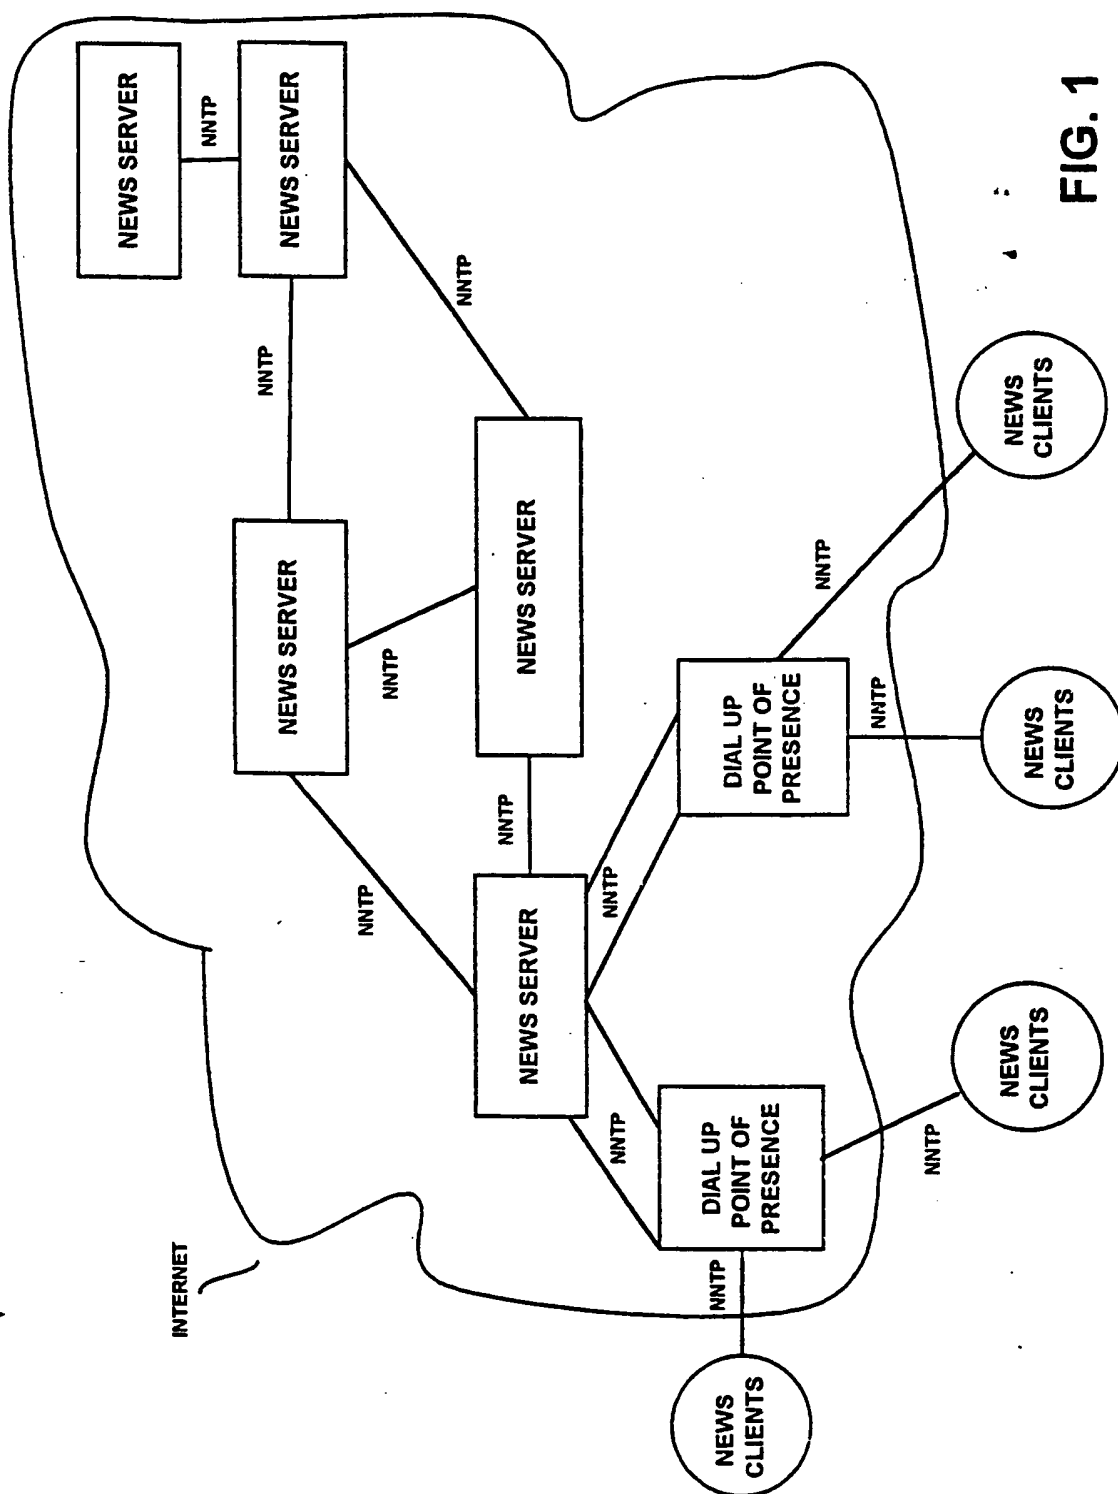 INTERNET
NEWS SERVER
NNTP
NNTP
NEWS SERVER
NEWS SERVER
NNTP
NNTP
NNTP
NNTP
NEWS SERVER
NEWS SERVER
NNTP
NNTP
DIAL UP
POINT OF
PRESENCE
DIAL UP
POINT OF
PRESENCE
NNTP
NEWS
CLIENTS
NNTP
NNTP
NNTP
NEWS
CLIENTS
NEWS
CLIENTS
NEWS
CLIENTS
FIG. 1